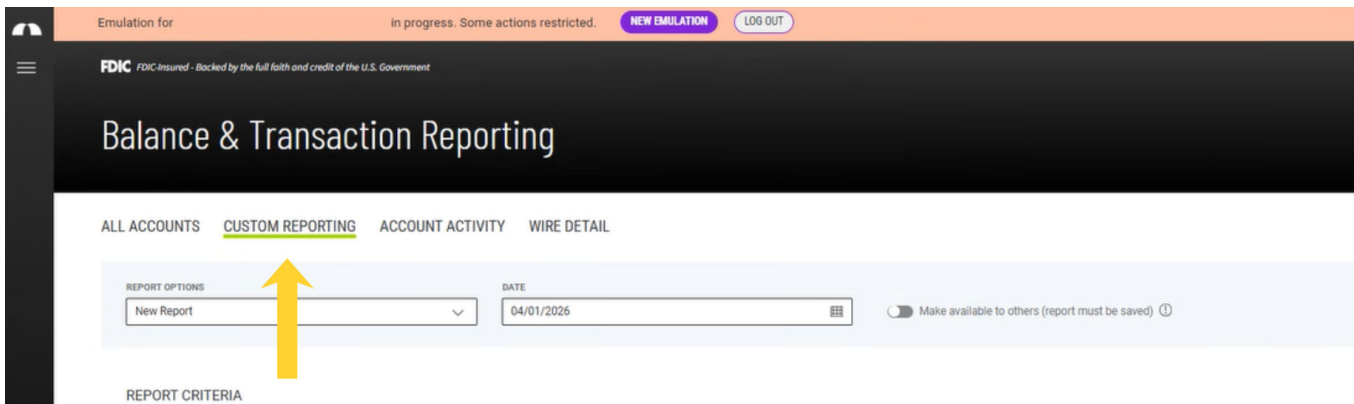 Emulation for in progress. Some actions restricted. NEW EMULATION LOG OUT
FDIC FDIC-Insured - Backed by the full faith and credit of the U.S. Government
Balance & Transaction Reporting
ALL ACCOUNTS CUSTOM REPORTING ACCOUNT ACTIVITY WIRE DETAIL
REPORT OPTIONS DATE
New Report 04/01/2026 Make available to others (report must be saved)
REPORT CRITERIA